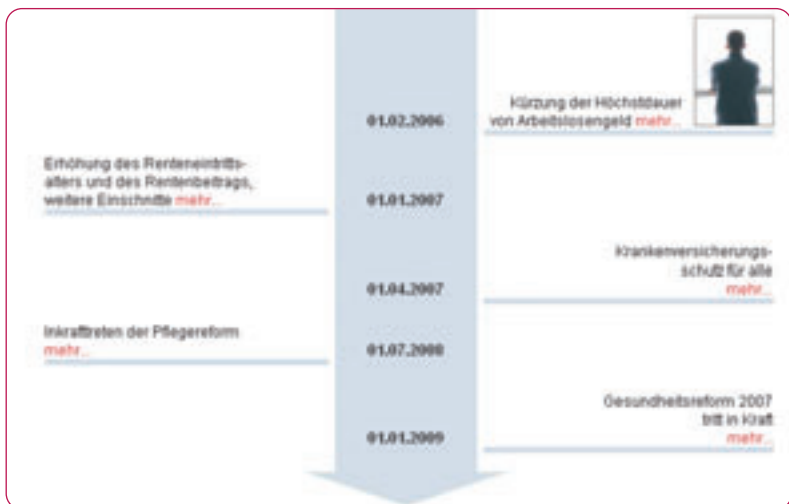 01.02.2006
Kürzung der Höchstdauer
von Arbeitslosengeld mehr...
Erhöhung des Renteneintritts-
alters und des Rentenbeitrags,
weitere Einschnitte mehr...
01.01.2007
Krankenversicherungs-
schutz für alle
mehr...
01.04.2007
Inkrafttreten der Pflegereform
mehr...
01.07.2008
Gesundheitsreform 2007
tritt in Kraft
mehr...
01.01.2009